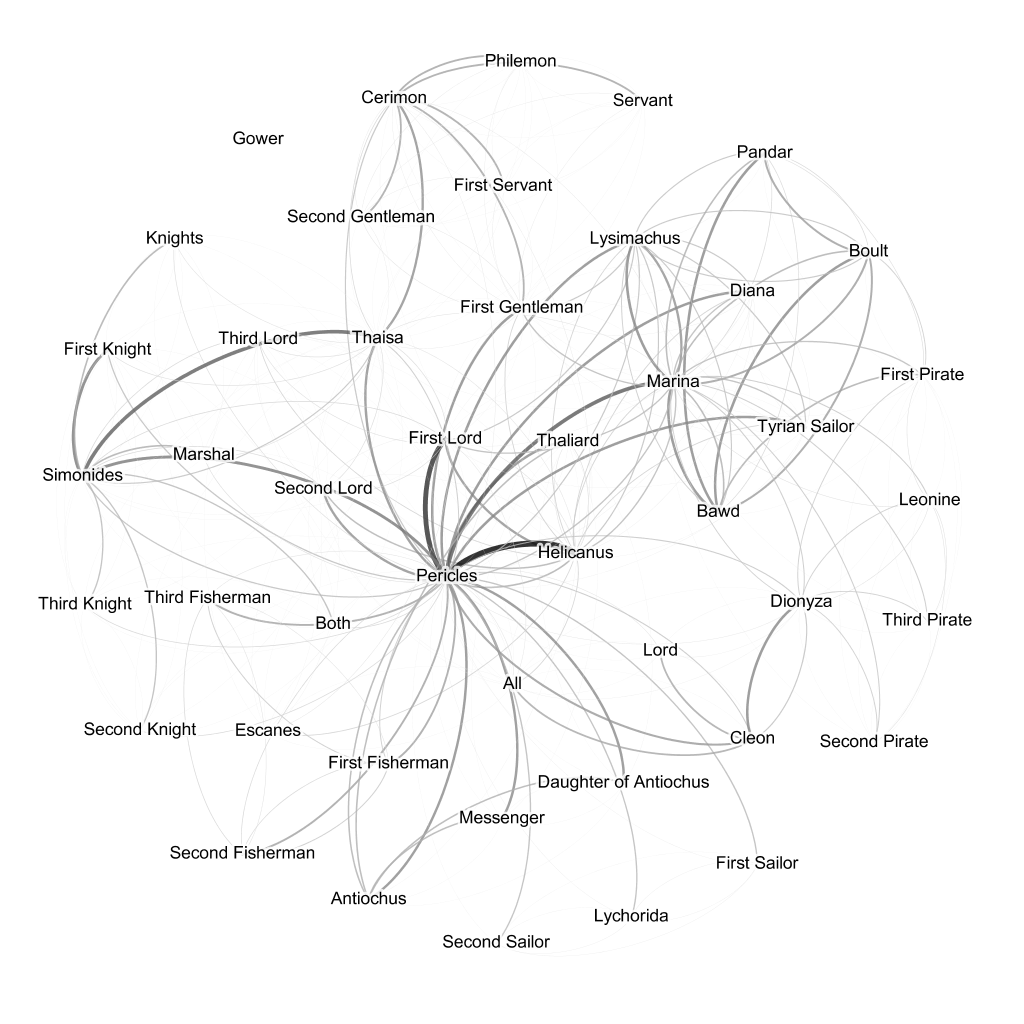 Philemon
Cerimon
Servant
Gower
Pandar
First Servant
Second Gentleman
Knights
Lysimachus
Boult
Diana
First Gentleman
Third Lord
Thaisa
First Knight
Marina
First Pirate
Tyrian Sailor
First Lord
Thaliard
Marshal
Simonides
Second Lord
Leonine
Bawd
Helicanus
Pericles
Third Knight
Third Fisherman
Dionyza
Both
Third Pirate
Lord
All
Second Knight
Escanes
Cleon
Second Pirate
First Fisherman
Daughter of Antiochus
Messenger
Second Fisherman
First Sailor
Antiochus
Lychorida
Second Sailor